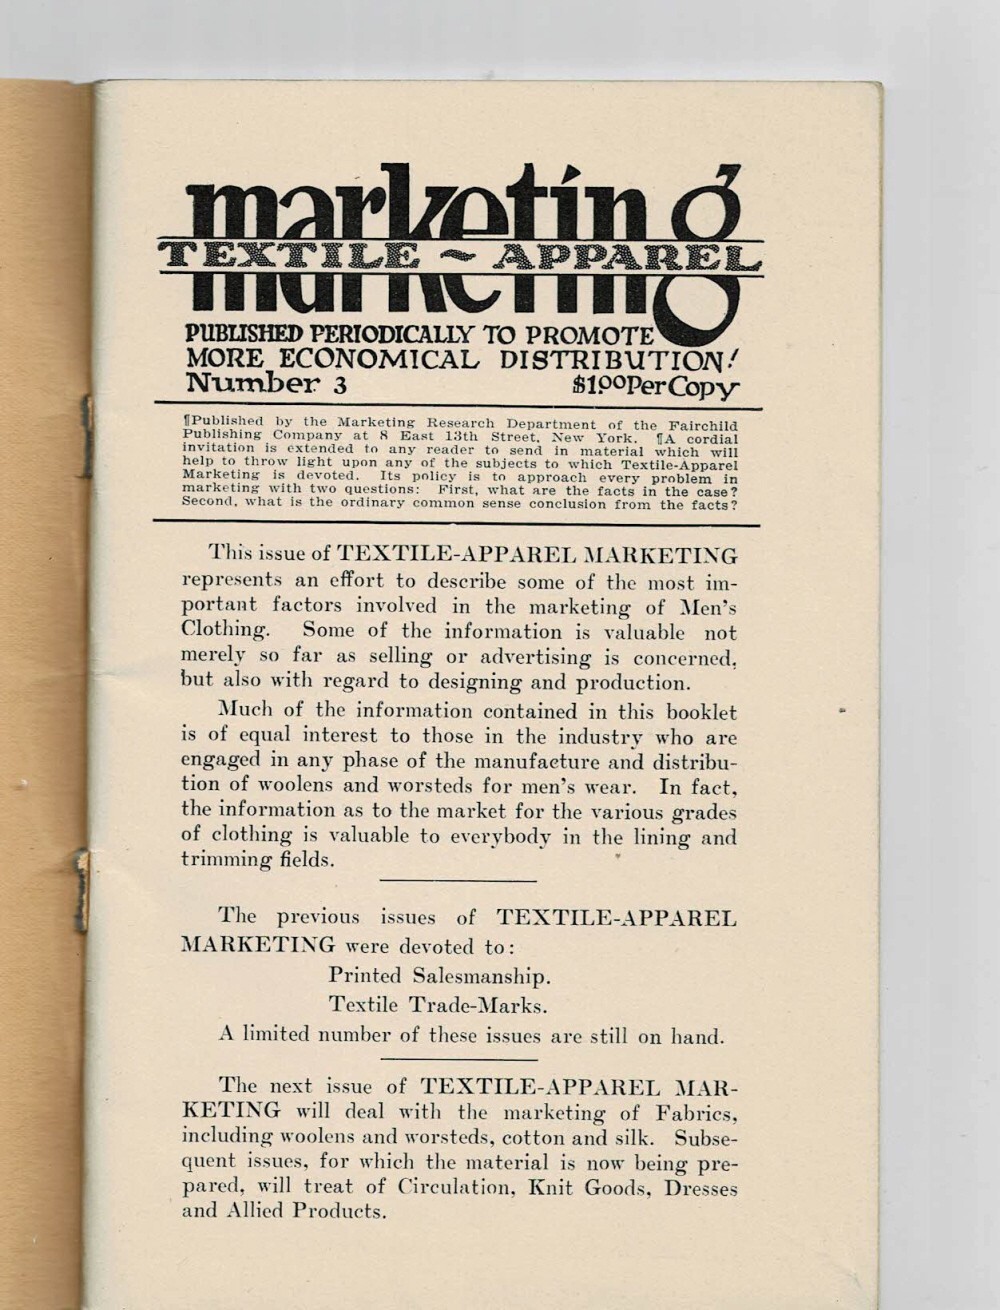 marketing
TEXTILE ~ APPAREL
PUBLISHED PERIODICALLY TO PROMOTE
MORE ECONOMICAL DISTRIBUTION!
Number 3 $1.00 Per Copy
¶Published by the Marketing Research Department of the Fairchild
Publishing Company at 8 East 13th Street, New York. ¶A cordial
invitation is extended to any reader to send in material which will
help to throw light upon any of the subjects to which Textile-Apparel
Marketing is devoted. Its policy is to approach every problem in
marketing with two questions: First, what are the facts in the case?
Second, what is the ordinary common sense conclusion from the facts?
This issue of TEXTILE-APPAREL MARKETING
represents an effort to describe some of the most im-
portant factors involved in the marketing of Men's
Clothing. Some of the information is valuable not
merely so far as selling or advertising is concerned,
but also with regard to designing and production.
Much of the information contained in this booklet
is of equal interest to those in the industry who are
engaged in any phase of the manufacture and distribu-
tion of woolens and worsteds for men's wear. In fact,
the information as to the market for the various grades
of clothing is valuable to everybody in the lining and
trimming fields.
The previous issues of TEXTILE-APPAREL
MARKETING were devoted to:
Printed Salesmanship.
Textile Trade-Marks.
A limited number of these issues are still on hand.
The next issue of TEXTILE-APPAREL MAR-
KETING will deal with the marketing of Fabrics,
including woolens and worsteds, cotton and silk. Subse-
quent issues, for which the material is now being pre-
pared, will treat of Circulation, Knit Goods, Dresses
and Allied Products.